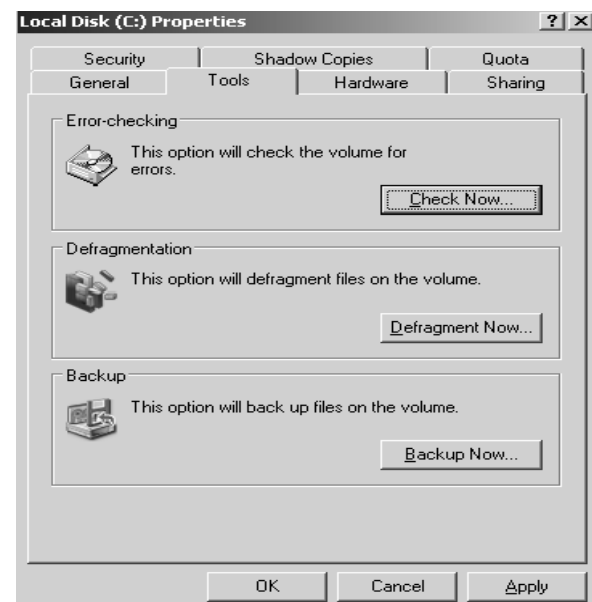 Local Disk (C:) Properties
Security Shadow Copies Quota
General Tools Hardware Sharing
Error-checking
This option will check the volume for
errors.
Check Now...
Defragmentation
This option will defragment files on the volume.
Defragment Now...
Backup
This option will back up files on the volume.
Backup Now...
OK Cancel Apply